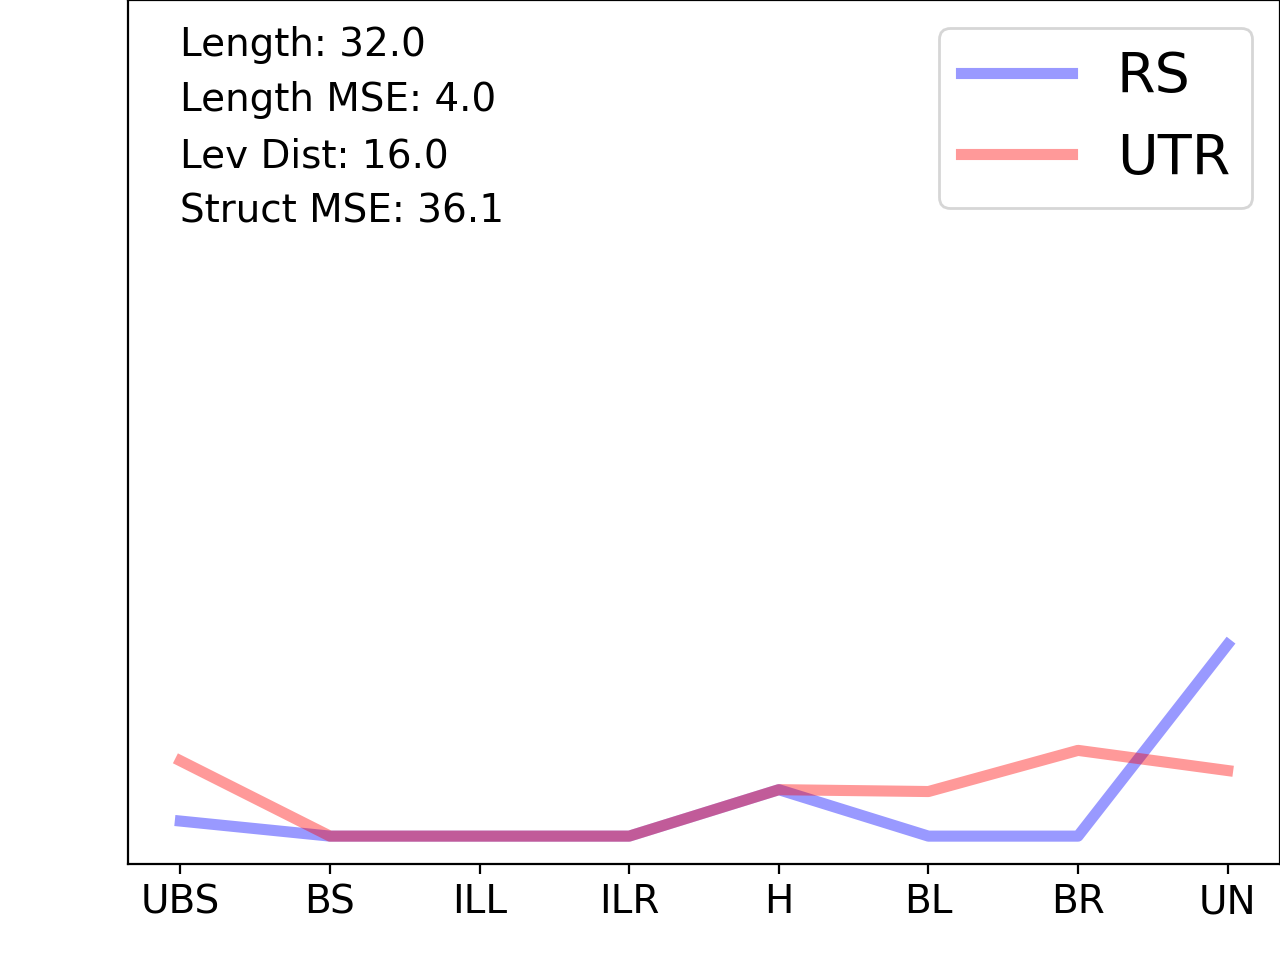 Length: 32.0
Length MSE: 4.0
Lev Dist: 16.0
Struct MSE: 36.1
RS
UTR
UBS BS ILL ILR H BL BR UN